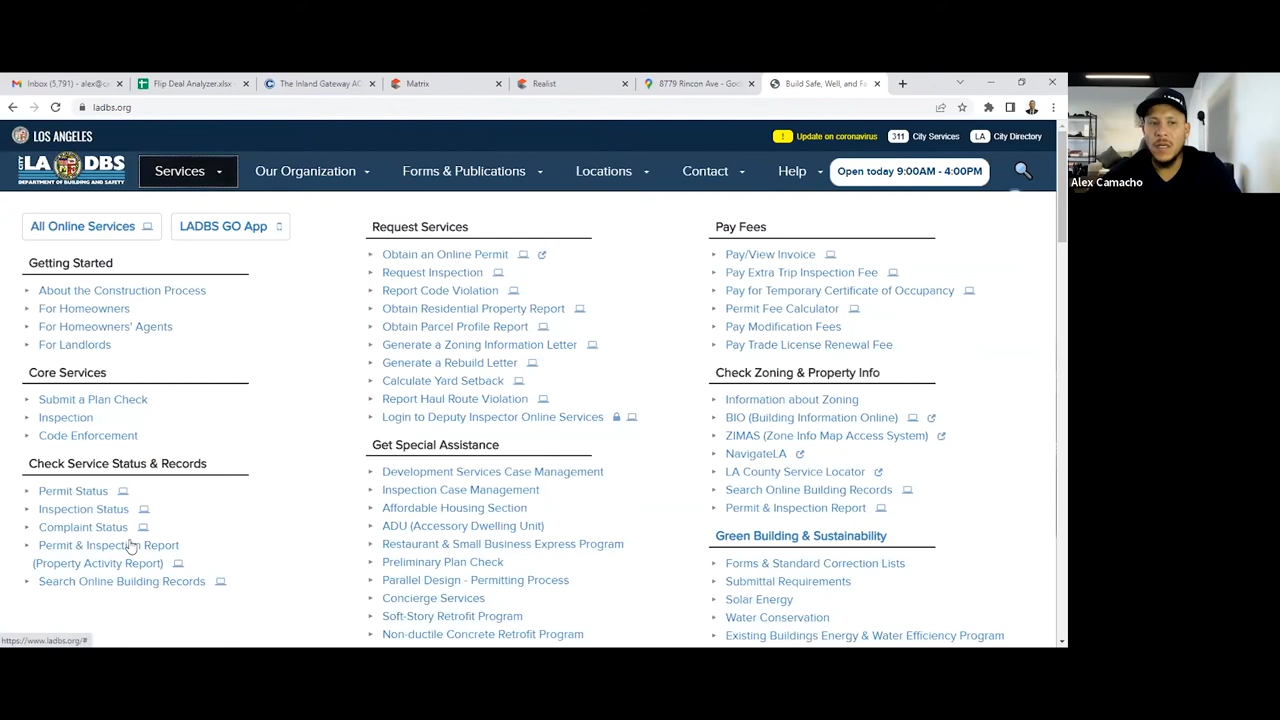 Inbox (5,791) - alex@ca
Flip Deal Analyzer.xlsx
The Inland Gateway AO
Matrix
Realist
8779 Rincon Ave - Goo
Build Safe, Well, and Fa
ladbs.org
LOS ANGELES
Update on coronavirus
311 City Services
LA City Directory
LA DBS
DEPARTMENT OF BUILDING AND SAFETY
Services
Our Organization
Forms & Publications
Locations
Contact
Help
Open today 9:00AM - 4:00PM
Alex Camacho
All Online Services
LADBS GO App
Getting Started
About the Construction Process
For Homeowners
For Homeowners' Agents
For Landlords
Core Services
Submit a Plan Check
Inspection
Code Enforcement
Check Service Status & Records
Permit Status
Inspection Status
Complaint Status
Permit & Inspection Report
(Property Activity Report)
Search Online Building Records
Request Services
Obtain an Online Permit
Request Inspection
Report Code Violation
Obtain Residential Property Report
Obtain Parcel Profile Report
Generate a Zoning Information Letter
Generate a Rebuild Letter
Calculate Yard Setback
Report Haul Route Violation
Login to Deputy Inspector Online Services
Get Special Assistance
Development Services Case Management
Inspection Case Management
Affordable Housing Section
ADU (Accessory Dwelling Unit)
Restaurant & Small Business Express Program
Preliminary Plan Check
Parallel Design - Permitting Process
Concierge Services
Soft-Story Retrofit Program
Non-ductile Concrete Retrofit Program
Pay Fees
Pay/View Invoice
Pay Extra Trip Inspection Fee
Pay for Temporary Certificate of Occupancy
Permit Fee Calculator
Pay Modification Fees
Pay Trade License Renewal Fee
Check Zoning & Property Info
Information about Zoning
BIO (Building Information Online)
ZIMAS (Zone Info Map Access System)
NavigateLA
LA County Service Locator
Search Online Building Records
Permit & Inspection Report
Green Building & Sustainability
Forms & Standard Correction Lists
Submittal Requirements
Solar Energy
Water Conservation
Existing Buildings Energy & Water Efficiency Program
https://www.ladbs.org/#